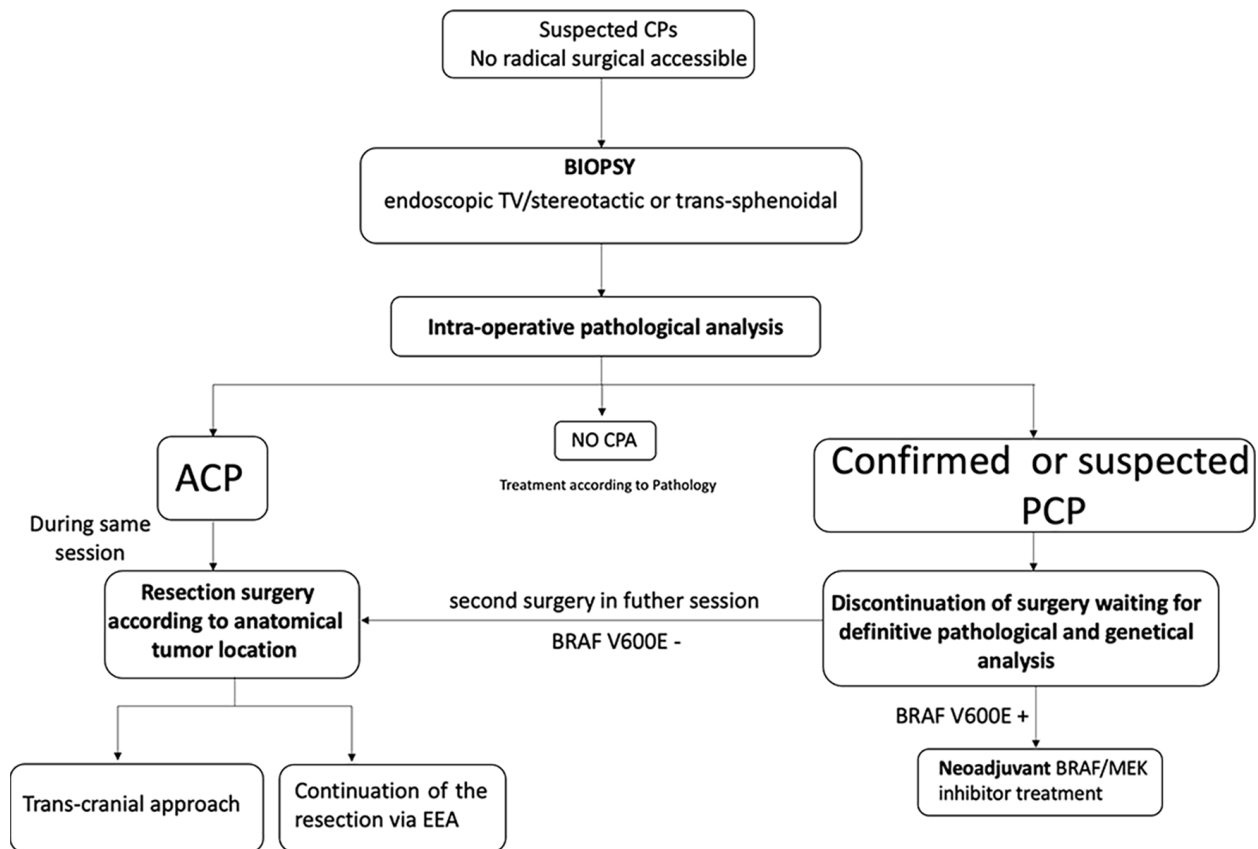 Suspected CPs
No radical surgical accessible
BIOPSY
endoscopic TV/stereotactic or trans-sphenoidal
Intra-operative pathological analysis
ACP
NO CPA
Treatment according to Pathology
Confirmed or suspected
PCP
During same
session
Resection surgery
according to anatomical
tumor location
second surgery in futher session
BRAF V600E -
Discontinuation of surgery waiting for
definitive pathological and genetical
analysis
BRAF V600E +
Trans-cranial approach
Continuation of the
resection via EEA
Neoadjuvant BRAF/MEK
inhibitor treatment